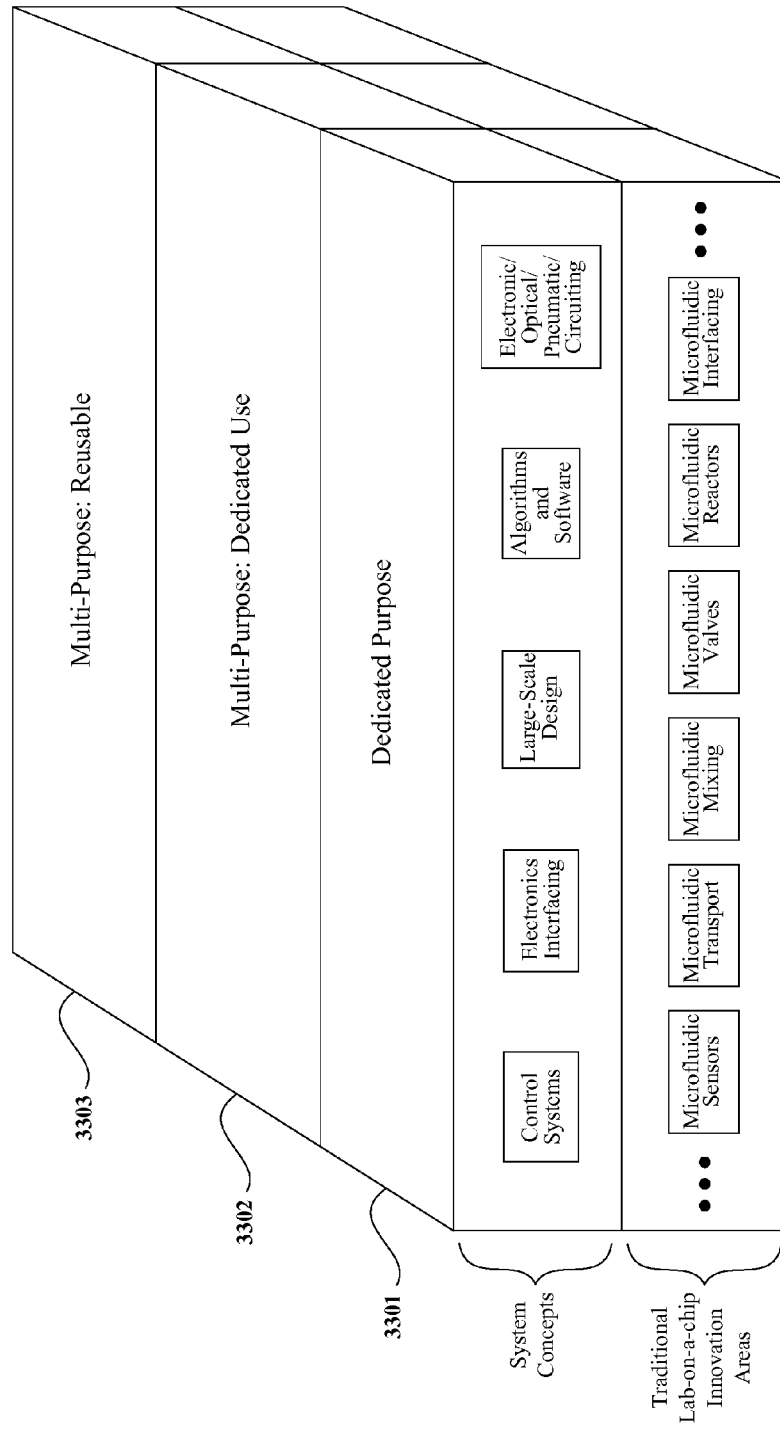 Multi-Purpose: Reusable
Multi-Purpose: Dedicated Use
Dedicated Purpose
3303
3302
3301
System
Concepts
Control
Systems
Electronics
Interfacing
Large-Scale
Design
Algorithms
and
Software
Electronic/
Optical/
Pneumatic/
Circuiting
Traditional
Lab-on-a-chip
Innovation
Areas
Microfluidic
Sensors
Microfluidic
Transport
Microfluidic
Mixing
Microfluidic
Valves
Microfluidic
Reactors
Microfluidic
Interfacing